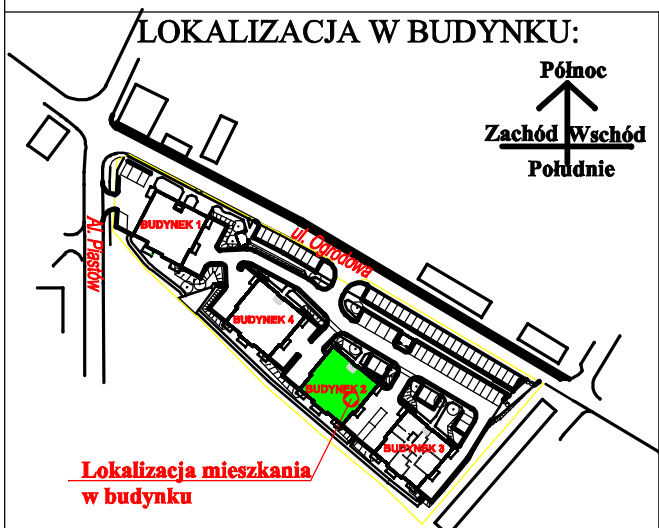 LOKALIZACJA W BUDYNKU:
Północ
Zachód Wschód
Południe
BUDYNEK 1
ul. Ogrodowa
Al. Piastów
BUDYNEK 4
BUDYNEK 2
BUDYNEK 3
Lokalizacja mieszkania
w budynku